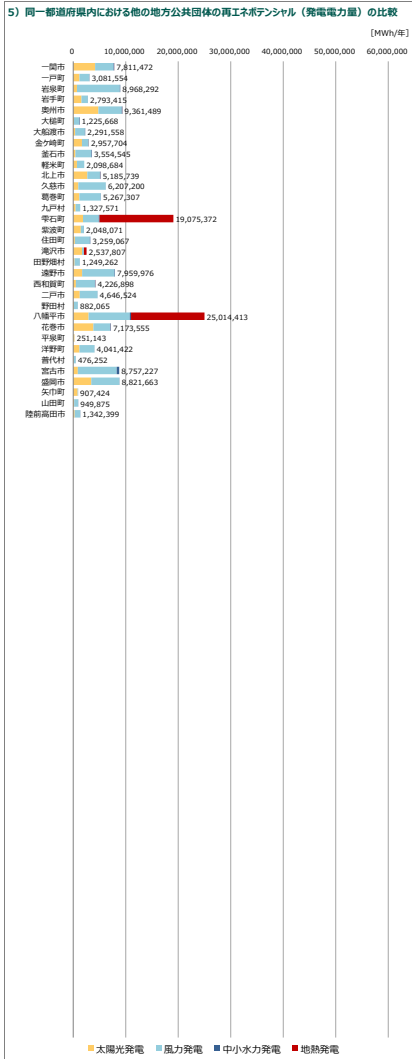 5）同一都道府県内における他の地方公共団体の再エネポテンシャル（発電電力量）の比較
[MWh/年]
0 10,000,000 20,000,000 30,000,000 40,000,000 50,000,000 60,000,000
一関市 7,811,472
一戸町 3,081,554
岩泉町 8,968,292
岩手町 2,793,415
奥州市 9,361,489
大槌町 1,225,668
大船渡市 2,291,558
金ケ崎町 2,957,704
釜石市 3,554,545
軽米町 2,098,684
北上市 5,185,739
久慈市 6,207,200
葛巻町 5,267,307
九戸村 1,327,571
雫石町 19,075,372
紫波町 2,048,071
住田町 3,259,067
滝沢市 2,537,807
田野畑村 1,249,262
遠野市 7,959,976
西和賀町 4,226,898
二戸市 4,646,524
野田村 882,065
八幡平市 25,014,413
花巻市 7,173,555
平泉町 251,143
洋野町 4,041,422
普代村 476,252
宮古市 8,757,227
盛岡市 8,821,663
矢巾町 907,424
山田町 949,875
陸前高田市 1,342,399
太陽光発電 風力発電 中小水力発電 地熱発電